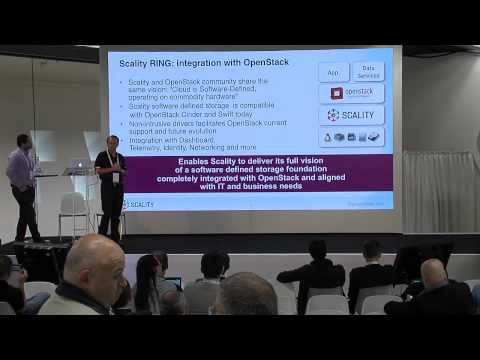 Scality RING: integration with OpenStack
• Scality and OpenStack community share the
same vision: "Cloud is Software-Defined,
operating on commodity hardware"
• Scality software defined storage is compatible
with OpenStack Cinder and Swift today
• Non-intrusive drivers facilitates OpenStack current
support and future evolution
• Integration with Dashboard,
Telemetry, Identity, Networking and more
App
Data
Services
openstack
SCALITY
Enables Scality to deliver its full vision
of a software defined storage foundation
completely integrated with OpenStack and aligned
with IT and business needs
SCALITY